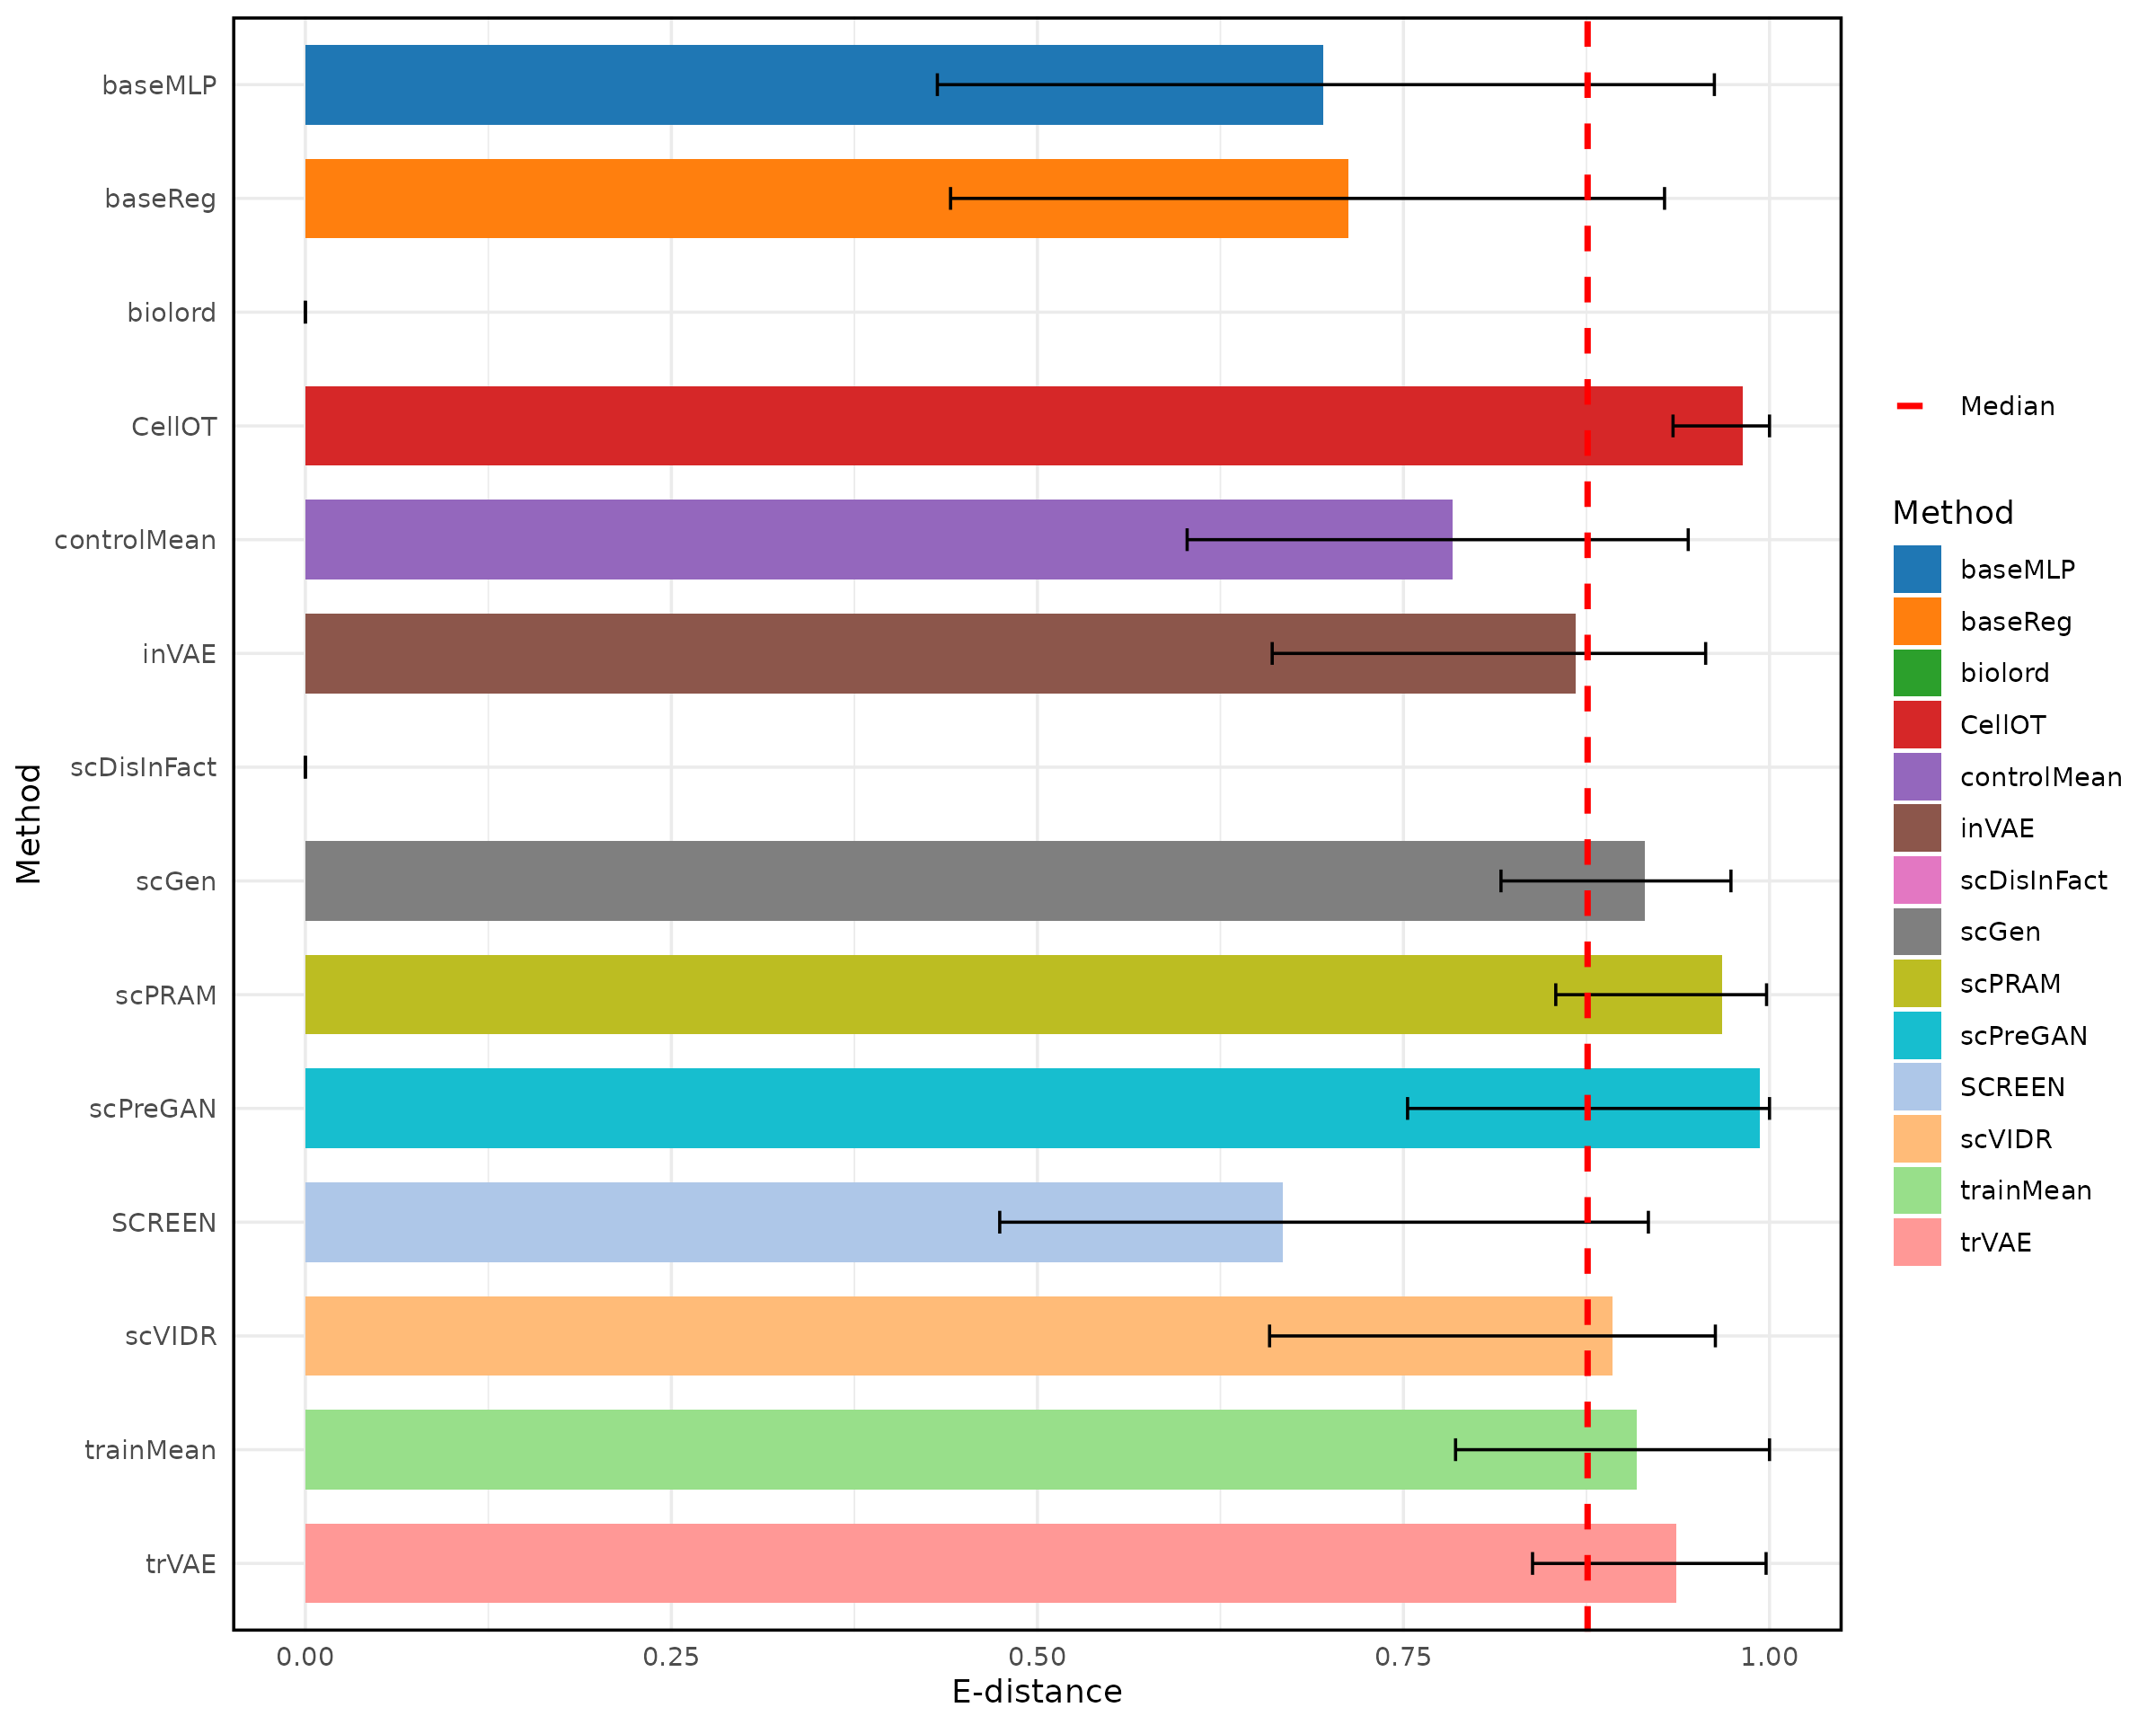 baseMLP
baseReg
biolord
CellOT
controlMean
inVAE
scDisInFact
scGen
scPRAM
scPreGAN
SCREEN
scVIDR
trainMean
trVAE
Method
0.00
0.25
0.50
0.75
1.00
E-distance
Median
Method
baseMLP
baseReg
biolord
CellOT
controlMean
inVAE
scDisInFact
scGen
scPRAM
scPreGAN
SCREEN
scVIDR
trainMean
trVAE